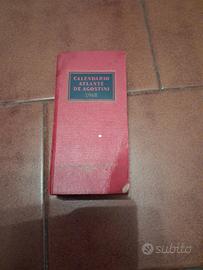 CALENDARIO
ATLANTE
DE AGOSTINI
1968
subito